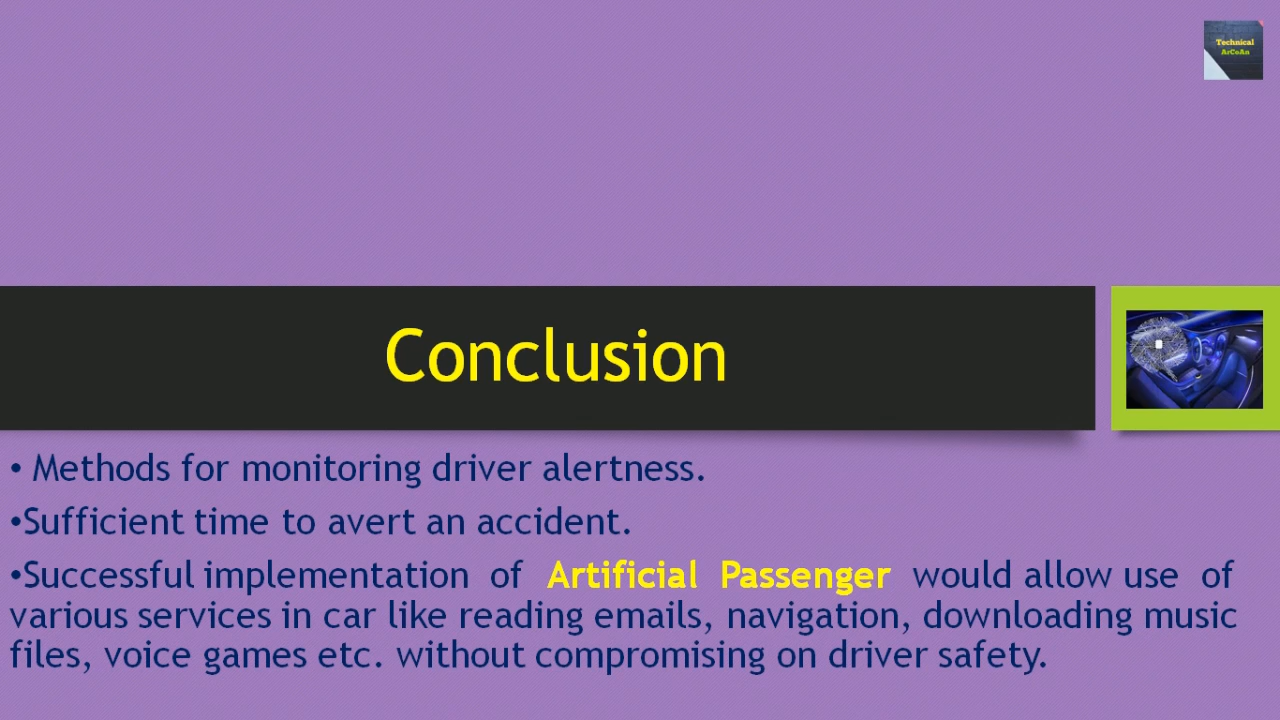 Technical
ArCeAn
Conclusion
• Methods for monitoring driver alertness.
•Sufficient time to avert an accident.
•Successful implementation of Artificial Passenger would allow use of
various services in car like reading emails, navigation, downloading music
files, voice games etc. without compromising on driver safety.